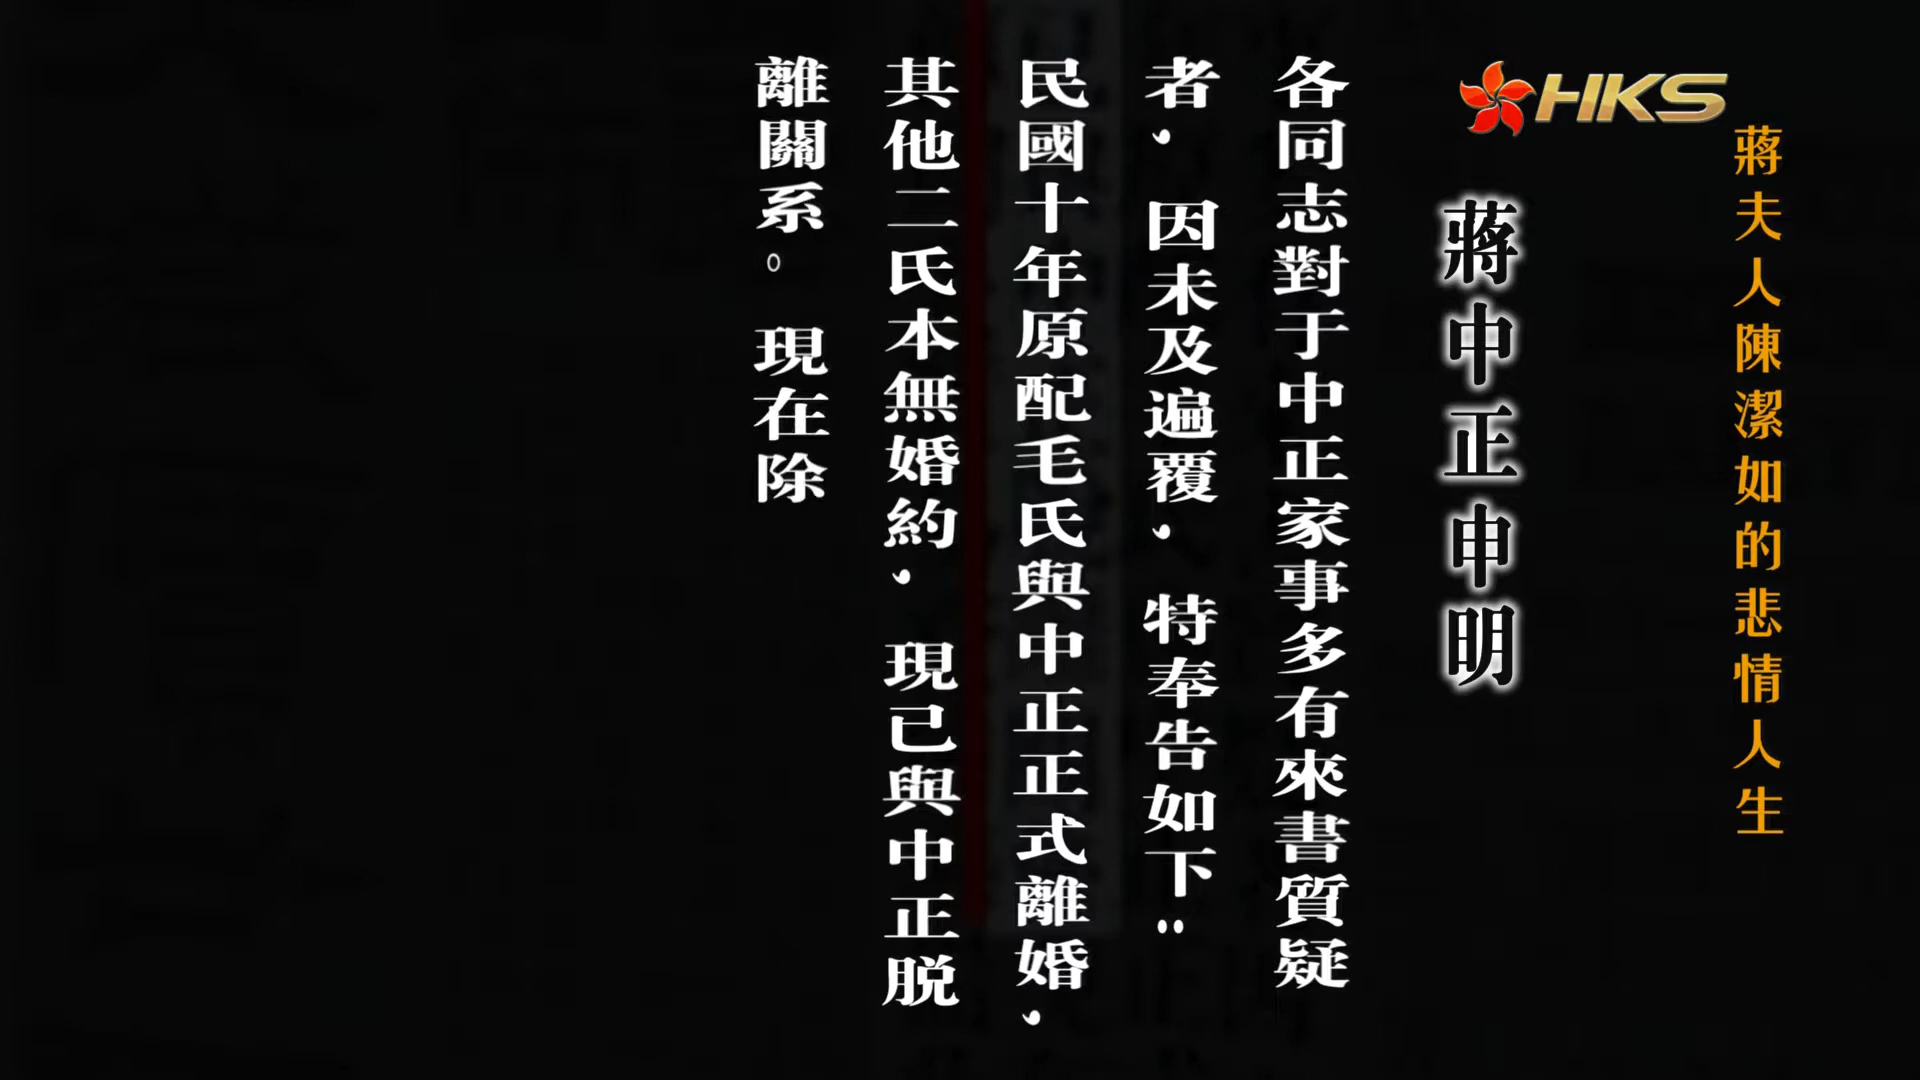 HKS
蔣夫人陳潔如的悲情人生
蔣中正申明
各同志對于中正家事多有來書質疑
者，因未及遍覆，特奉告如下：
民國十年原配毛氏與中正正式離婚，
其他二氏本無婚約，現已與中正脱
離關系。現在除